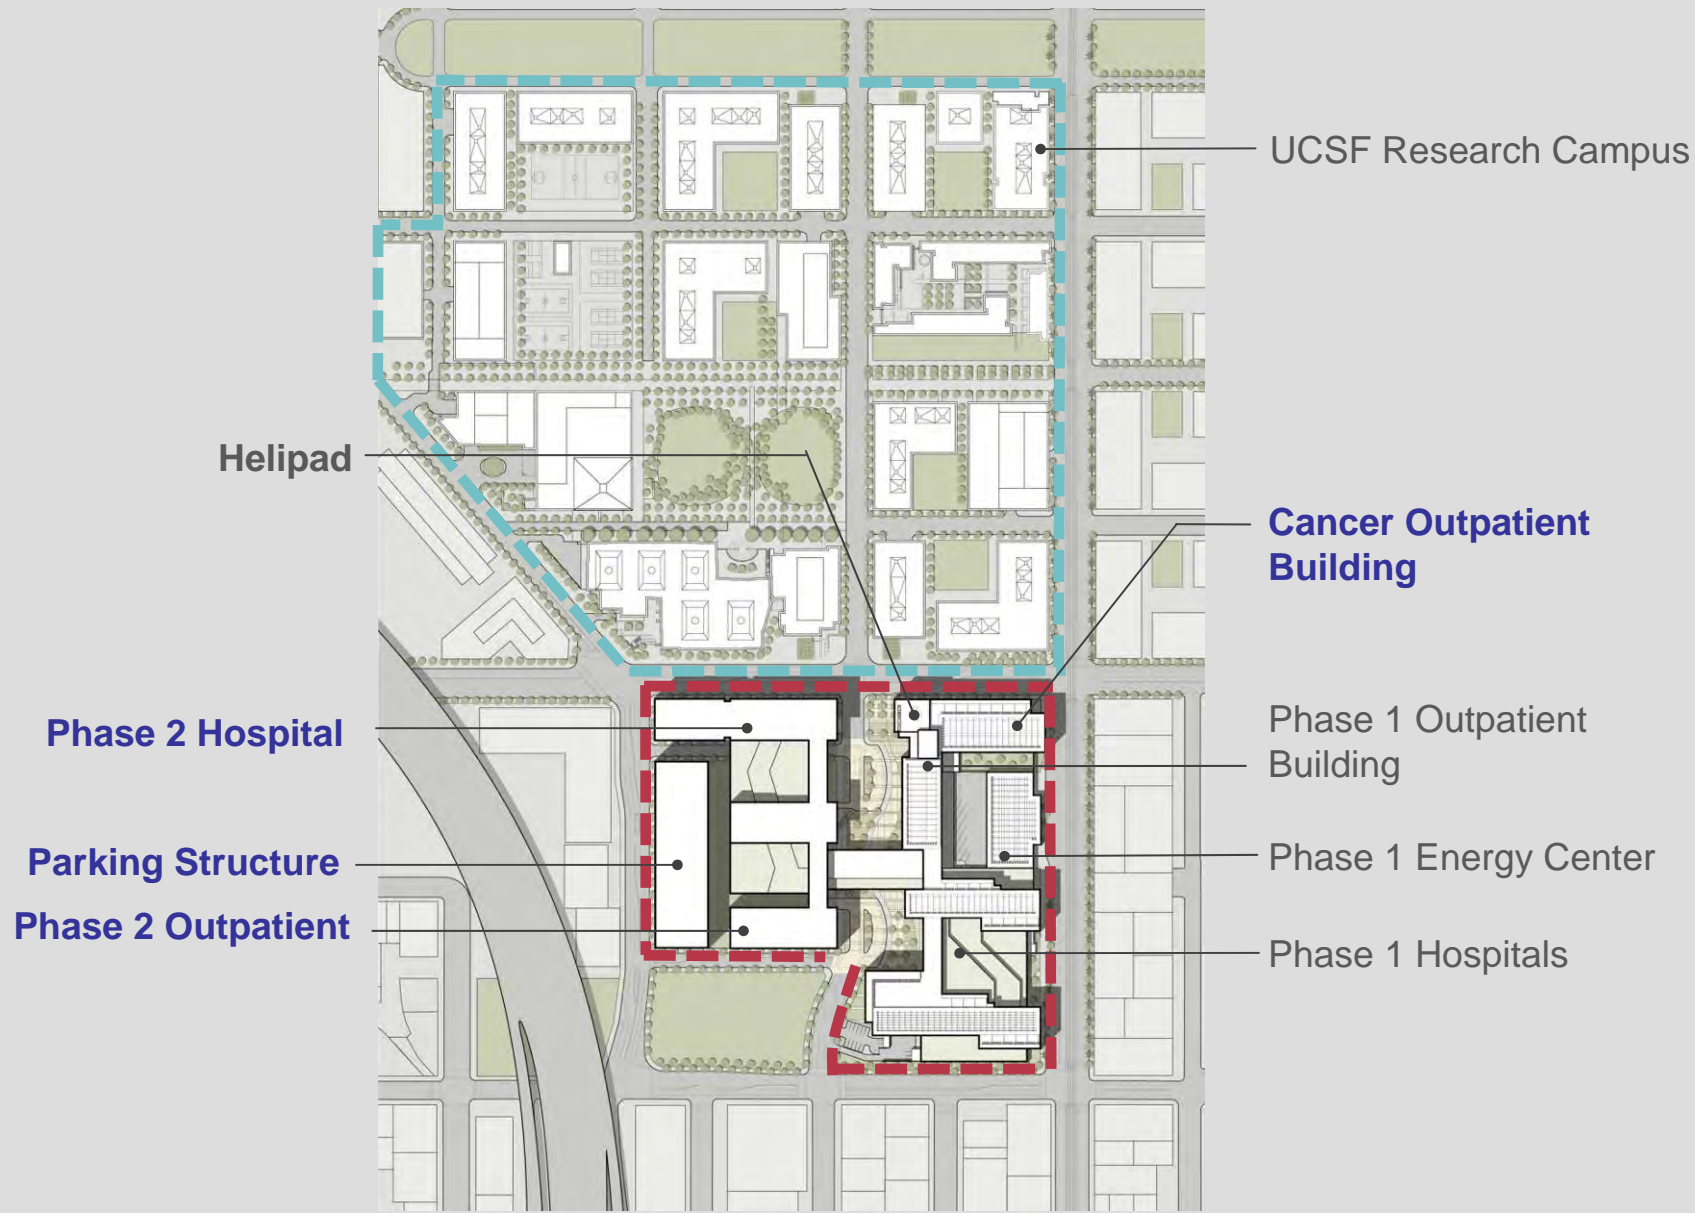 UCSF Research Campus
Helipad
Cancer Outpatient
Building
Phase 2 Hospital
Phase 1 Outpatient
Building
Parking Structure
Phase 1 Energy Center
Phase 2 Outpatient
Phase 1 Hospitals